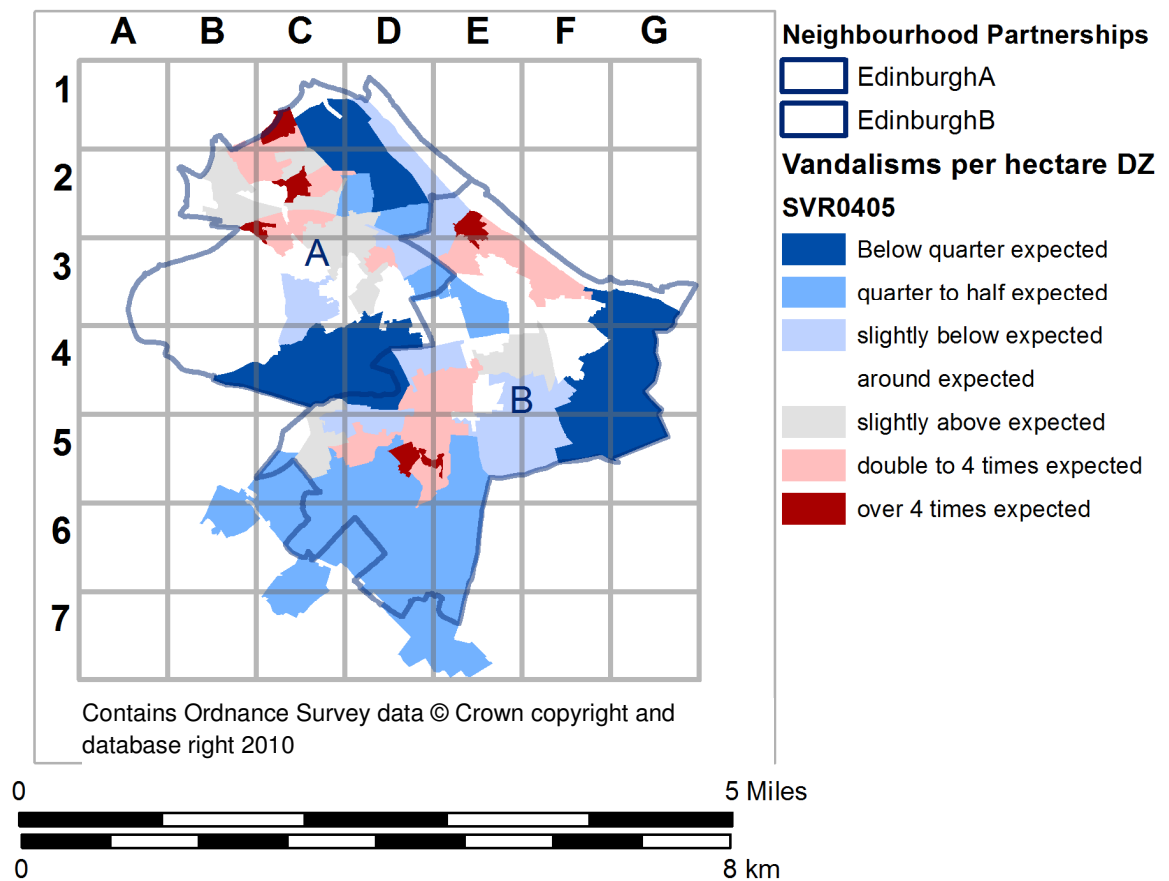 A B C D E F G
1
2
3
4
5
6
7
A
B
Contains Ordnance Survey data © Crown copyright and
database right 2010
0 5 Miles
0 8 km
Neighbourhood Partnerships
EdinburghA
EdinburghB
Vandalisms per hectare DZ
SVR0405
Below quarter expected
quarter to half expected
slightly below expected
around expected
slightly above expected
double to 4 times expected
over 4 times expected